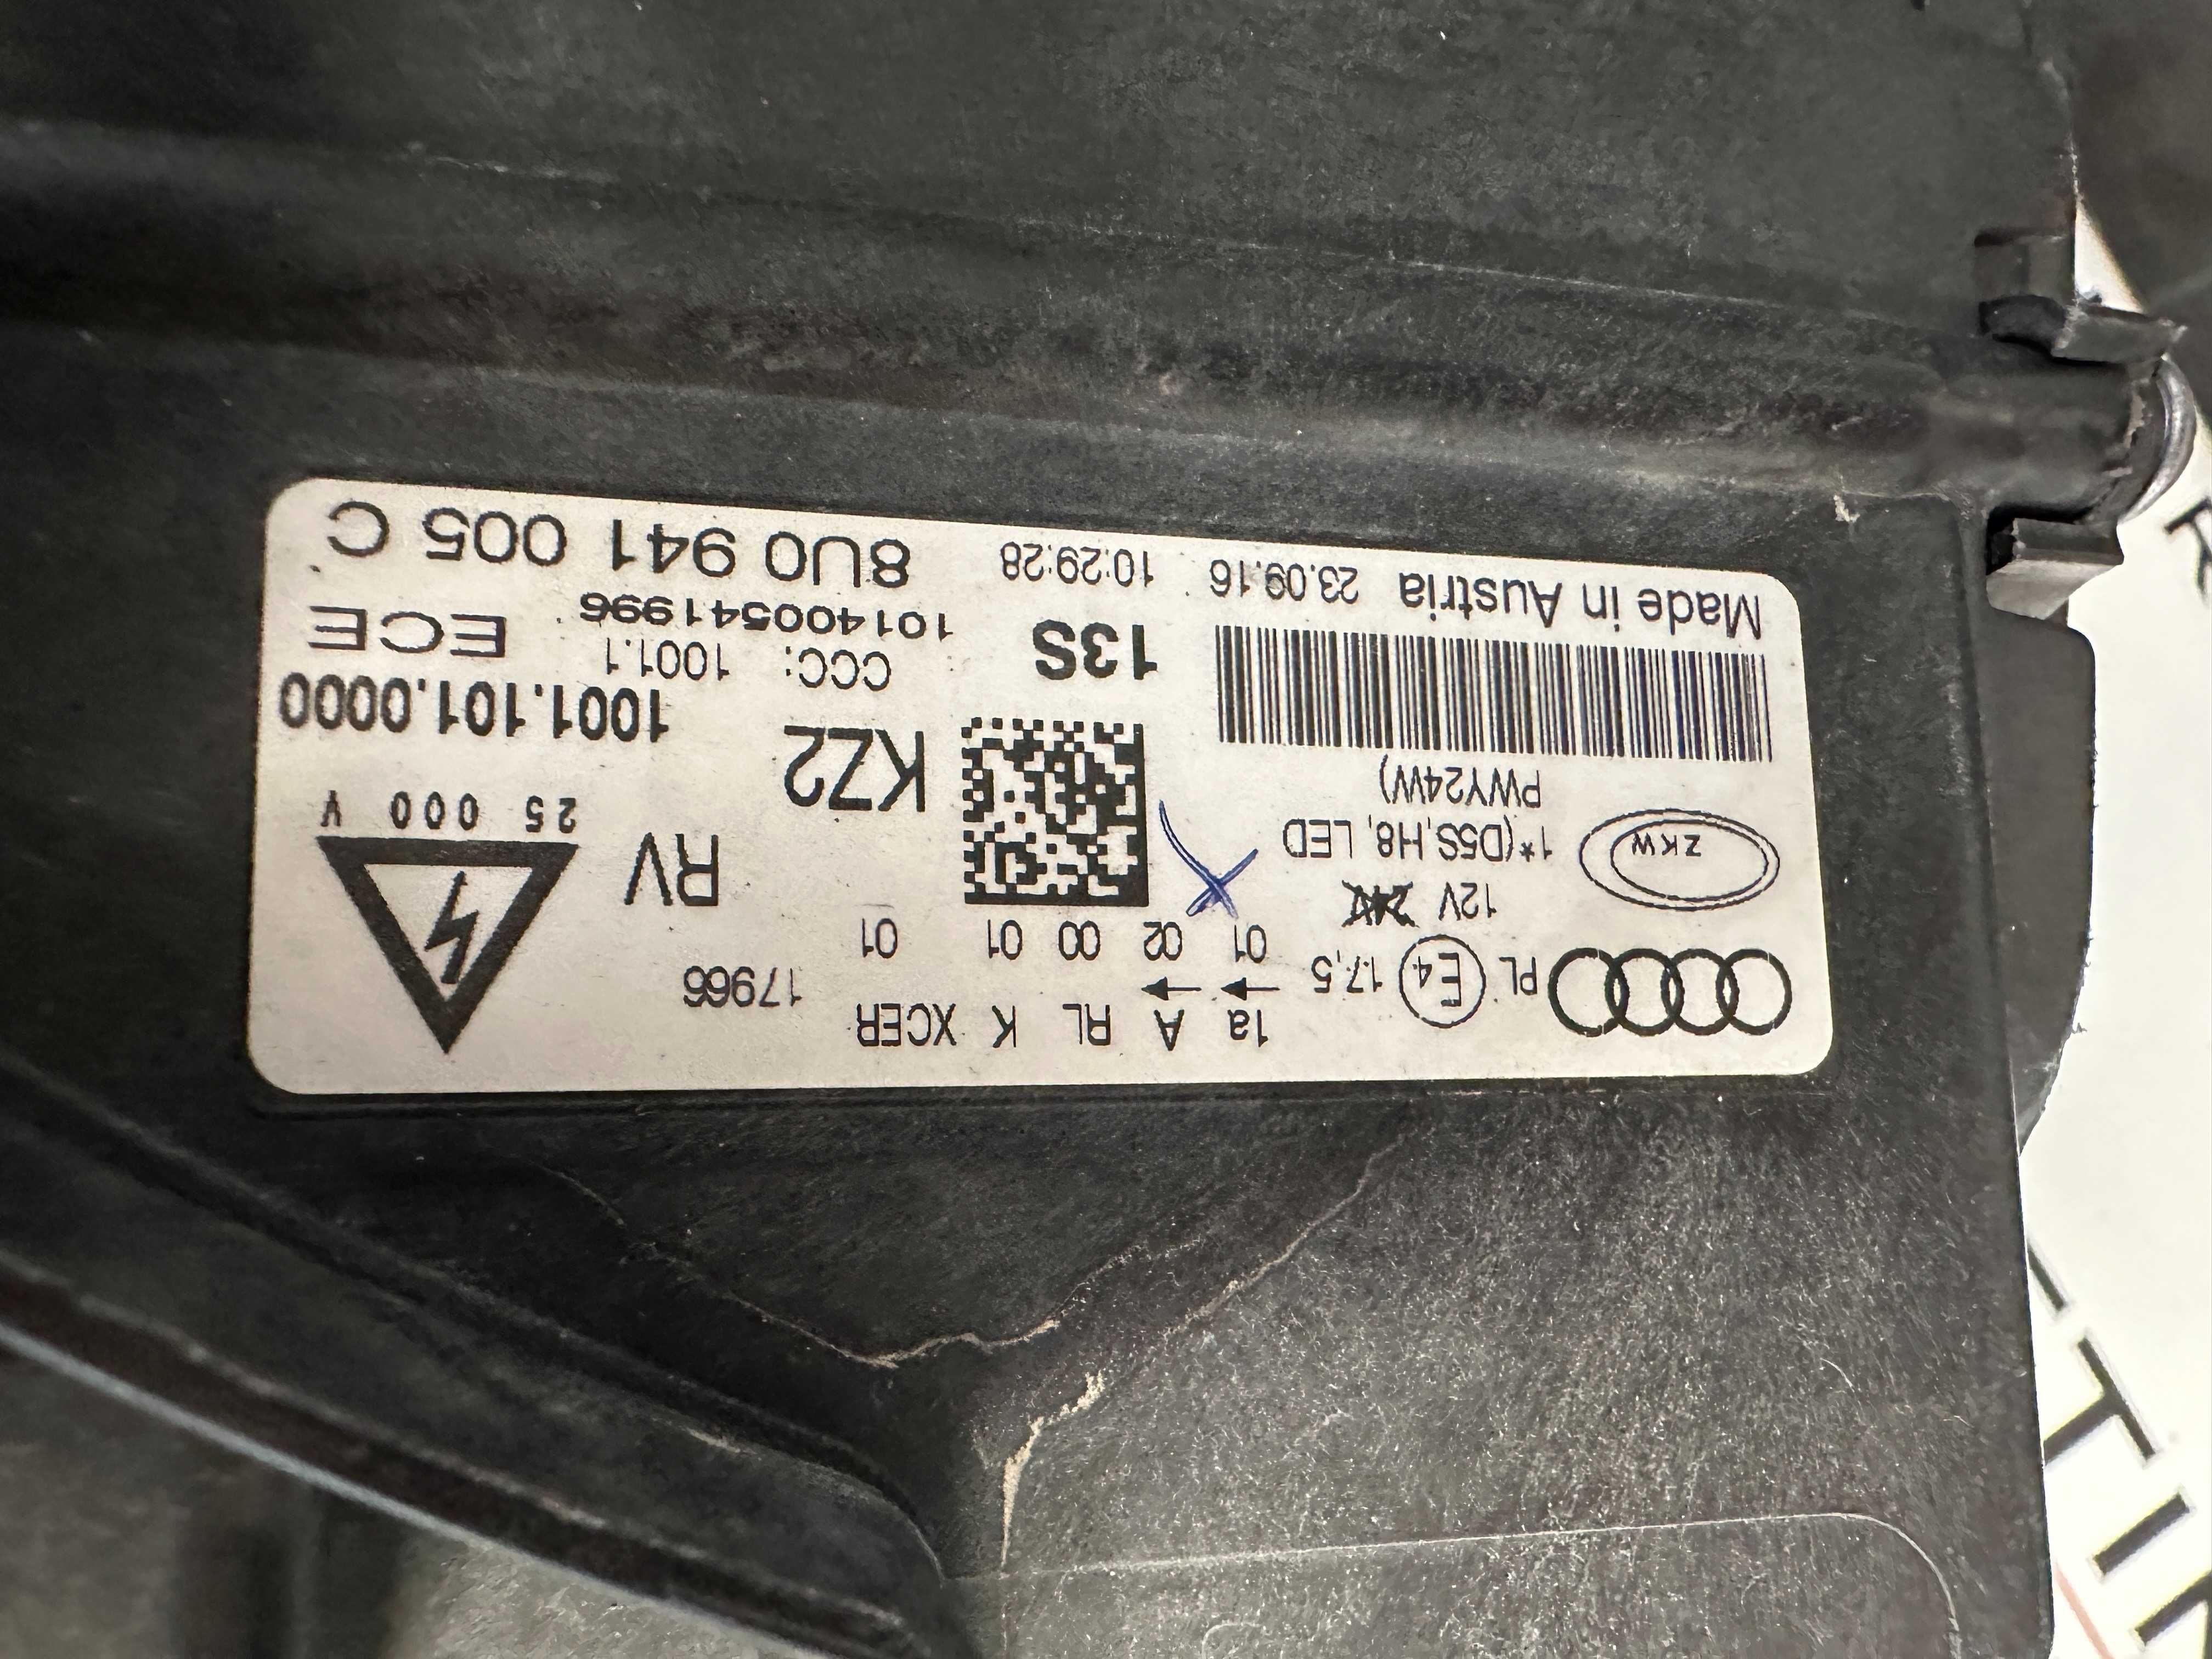 1a A RL K XCER
PL E4 17,5
17966
01 02 00 01 01
12V
ZKW
1*(D5S,H8, LED
PWY24W)
RV
25 000 V
KZ2
1001.101.0000
13S
CCC: 1001.1
ECE
101400541996
Made in Austria 23.09.16 10:29:28
8U0 941 005 C